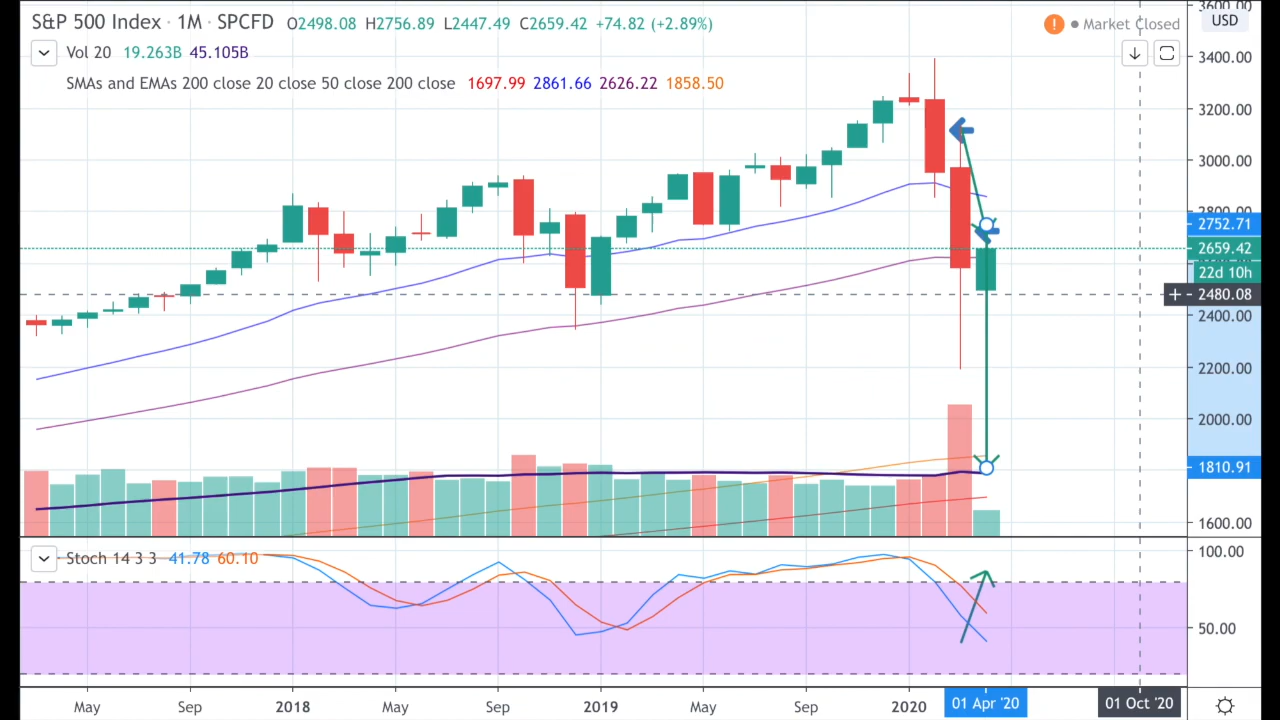 S&P 500 Index · 1M · SPCFD O2498.08 H2756.89 L2447.49 C2659.42 +74.82 (+2.89%)
! Market Closed
USD
Vol 20 19.263B 45.105B
SMAs and EMAs 200 close 20 close 50 close 200 close 1697.99 2861.66 2626.22 1858.50
3600.00
3400.00
3200.00
3000.00
2800.00
2752.71
2659.42
22d 10h
2480.08
2400.00
2200.00
2000.00
1810.91
1600.00
Stoch 14 3 3 41.78 60.10
100.00
50.00
May Sep 2018 May Sep 2019 May Sep 2020 01 Apr '20 01 Oct '20